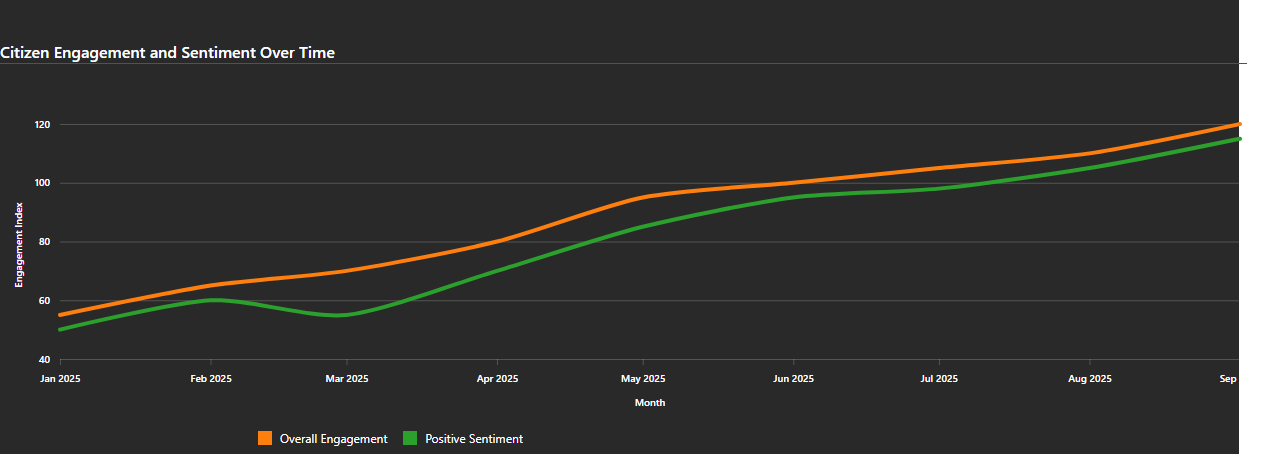 Citizen Engagement and Sentiment Over Time
120
100
80
60
40
Engagement Index
Jan 2025 Feb 2025 Mar 2025 Apr 2025 May 2025 Jun 2025 Jul 2025 Aug 2025 Sep
Month
Overall Engagement Positive Sentiment